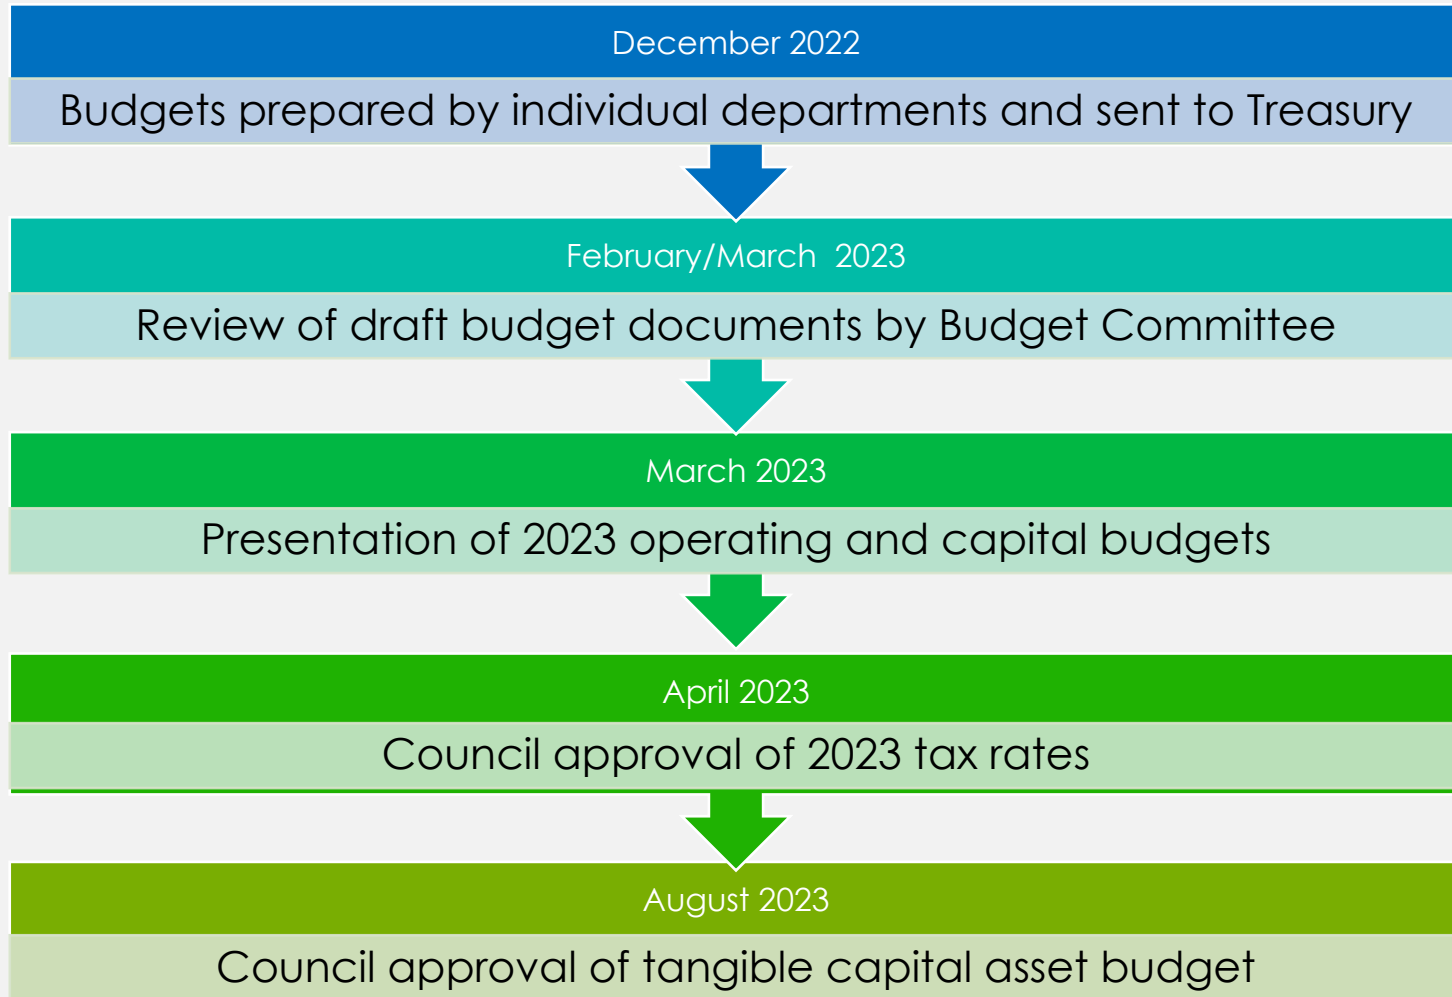 December 2022
Budgets prepared by individual departments and sent to Treasury
February/March  2023
Review of draft budget documents by Budget Committee
March 2023
Presentation of 2023 operating and capital budgets
April 2023
Council approval of 2023 tax rates
August 2023
Council approval of tangible capital asset budget